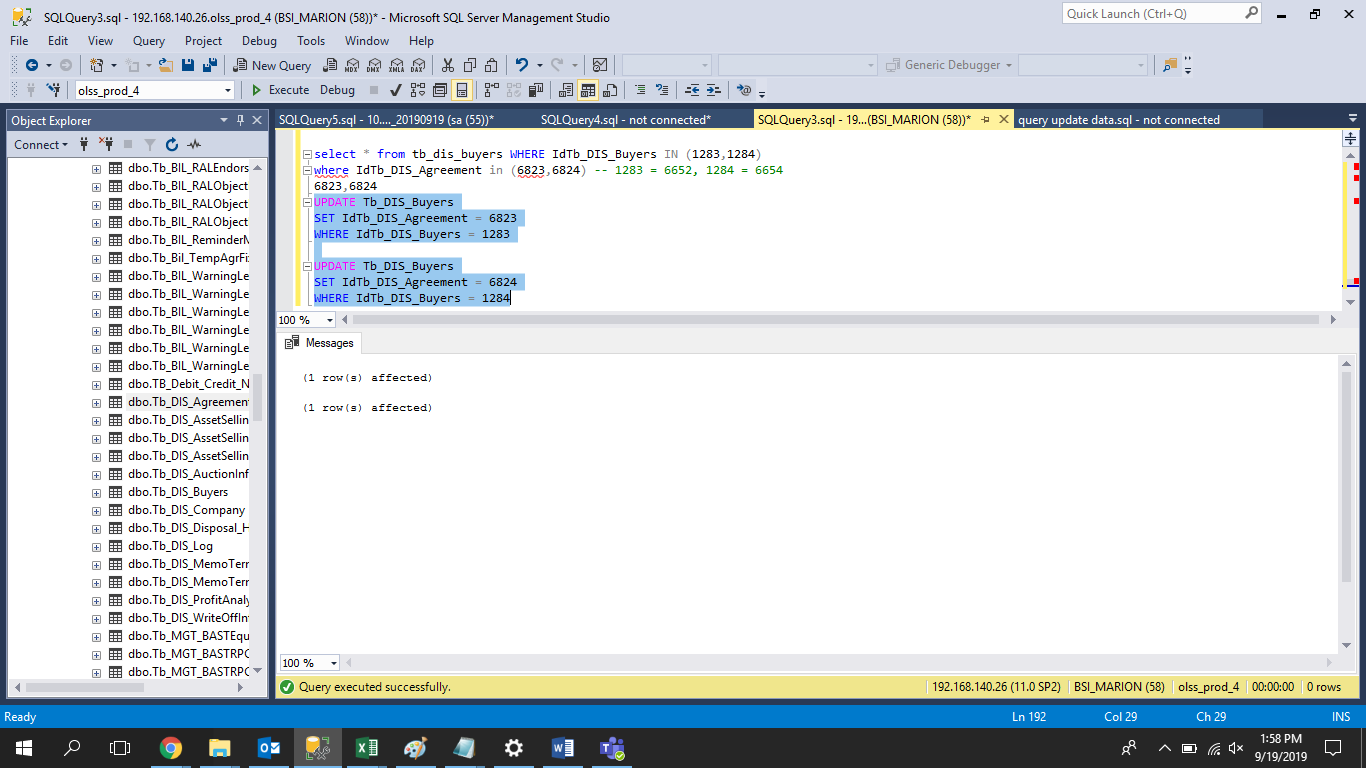 SQLQuery3.sql - 192.168.140.26.olss_prod_4 (BSI_MARION (58))* - Microsoft SQL Server Management Studio
Quick Launch (Ctrl+Q)
File Edit View Query Project Debug Tools Window Help
New Query
MDX DMX XMLA DAX
Generic Debugger
olss_prod_4
Execute Debug
Object Explorer
SQLQuery5.sql - 10...._20190919 (sa (55))*
SQLQuery4.sql - not connected*
SQLQuery3.sql - 19...(BSI_MARION (58))*
query update data.sql - not connected
Connect
dbo.Tb_BIL_RALEndors
dbo.Tb_BIL_RALObject
dbo.Tb_BIL_RALObject
dbo.Tb_BIL_RALObject
dbo.Tb_BIL_ReminderM
dbo.Tb_Bil_TempAgrFi
dbo.Tb_BIL_WarningLe
dbo.Tb_BIL_WarningLe
dbo.Tb_BIL_WarningLe
dbo.Tb_BIL_WarningLe
dbo.Tb_BIL_WarningLe
dbo.Tb_BIL_WarningLe
dbo.TB_Debit_Credit_N
dbo.Tb_DIS_Agreement
dbo.Tb_DIS_AssetSellin
dbo.Tb_DIS_AssetSellin
dbo.Tb_DIS_AssetSellin
dbo.Tb_DIS_AuctionInf
dbo.Tb_DIS_Buyers
dbo.Tb_DIS_Company
dbo.Tb_DIS_Disposal_H
dbo.Tb_DIS_Log
dbo.Tb_DIS_MemoTerr
dbo.Tb_DIS_MemoTerr
dbo.Tb_DIS_ProfitAnaly
dbo.Tb_DIS_WriteOffIn
dbo.Tb_MGT_BASTEqu
dbo.Tb_MGT_BASTRPC
dbo.Tb_MGT_BASTRPC
select * from tb_dis_buyers WHERE IdTb_DIS_Buyers IN (1283,1284)
where IdTb_DIS_Agreement in (6823,6824) -- 1283 = 6652, 1284 = 6654
6823,6824
UPDATE Tb_DIS_Buyers
SET IdTb_DIS_Agreement = 6823
WHERE IdTb_DIS_Buyers = 1283
UPDATE Tb_DIS_Buyers
SET IdTb_DIS_Agreement = 6824
WHERE IdTb_DIS_Buyers = 1284
100 %
Messages
(1 row(s) affected)
(1 row(s) affected)
100 %
Query executed successfully.
192.168.140.26 (11.0 SP2) BSI_MARION (58) olss_prod_4 00:00:00 0 rows
Ready
Ln 192 Col 29 Ch 29 INS
1:58 PM
9/19/2019